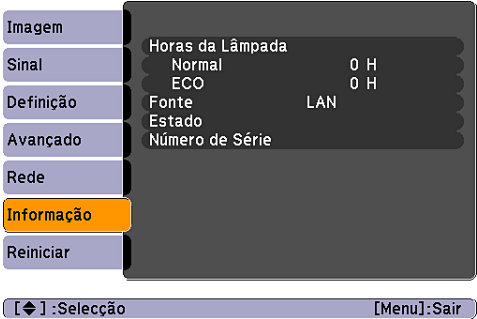 Imagem
Sinal
Definição
Avançado
Rede
Informação
Reiniciar
Horas da Lâmpada
Normal 0 H
ECO 0 H
Fonte LAN
Estado
Número de Série
[◆] :Selecção [Menu]:Sair